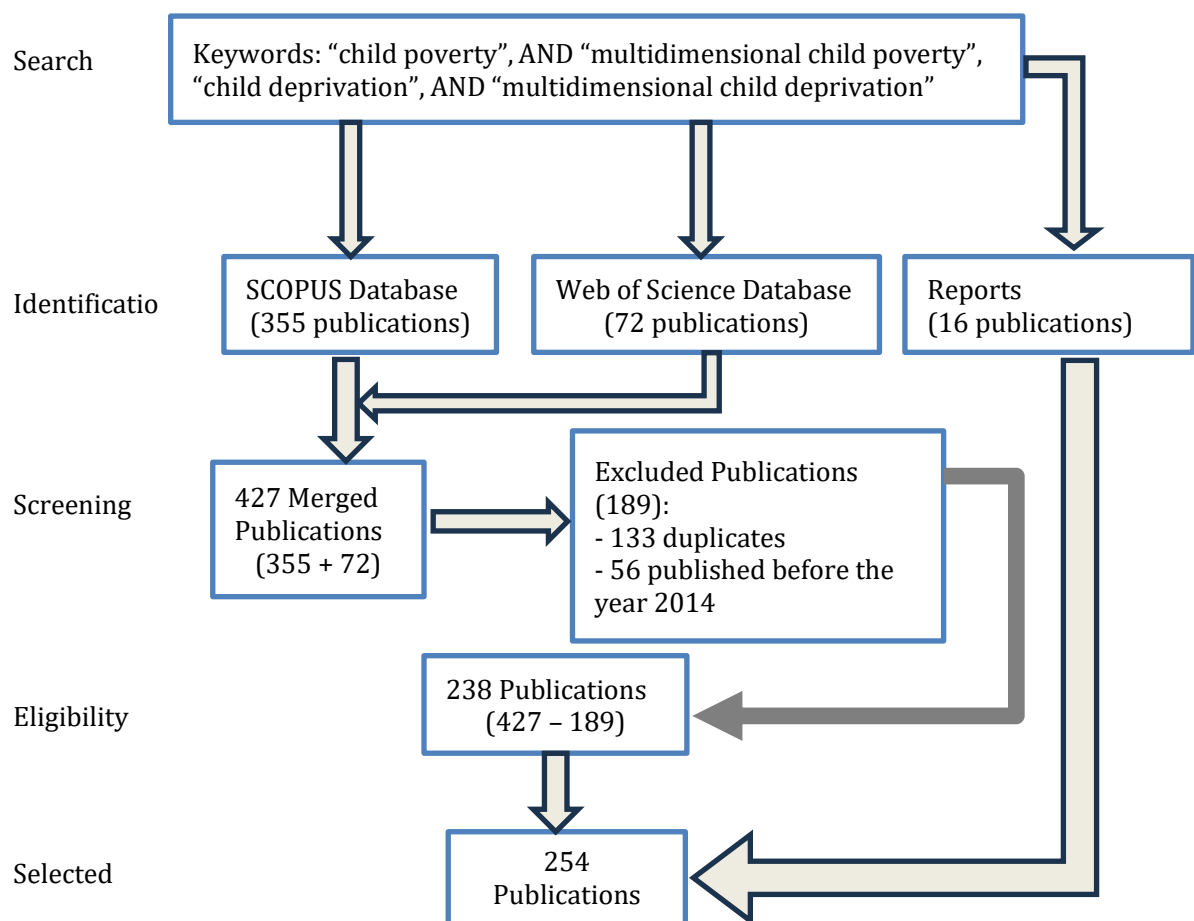 Search
Keywords: “child poverty”, AND “multidimensional child poverty”,
“child deprivation”, AND “multidimensional child deprivation”
Identificatio
SCOPUS Database
(355 publications)
Web of Science Database
(72 publications)
Reports
(16 publications)
Screening
427 Merged
Publications
(355 + 72)
Excluded Publications
(189):
- 133 duplicates
- 56 published before the
year 2014
Eligibility
238 Publications
(427 – 189)
Selected
254
Publications